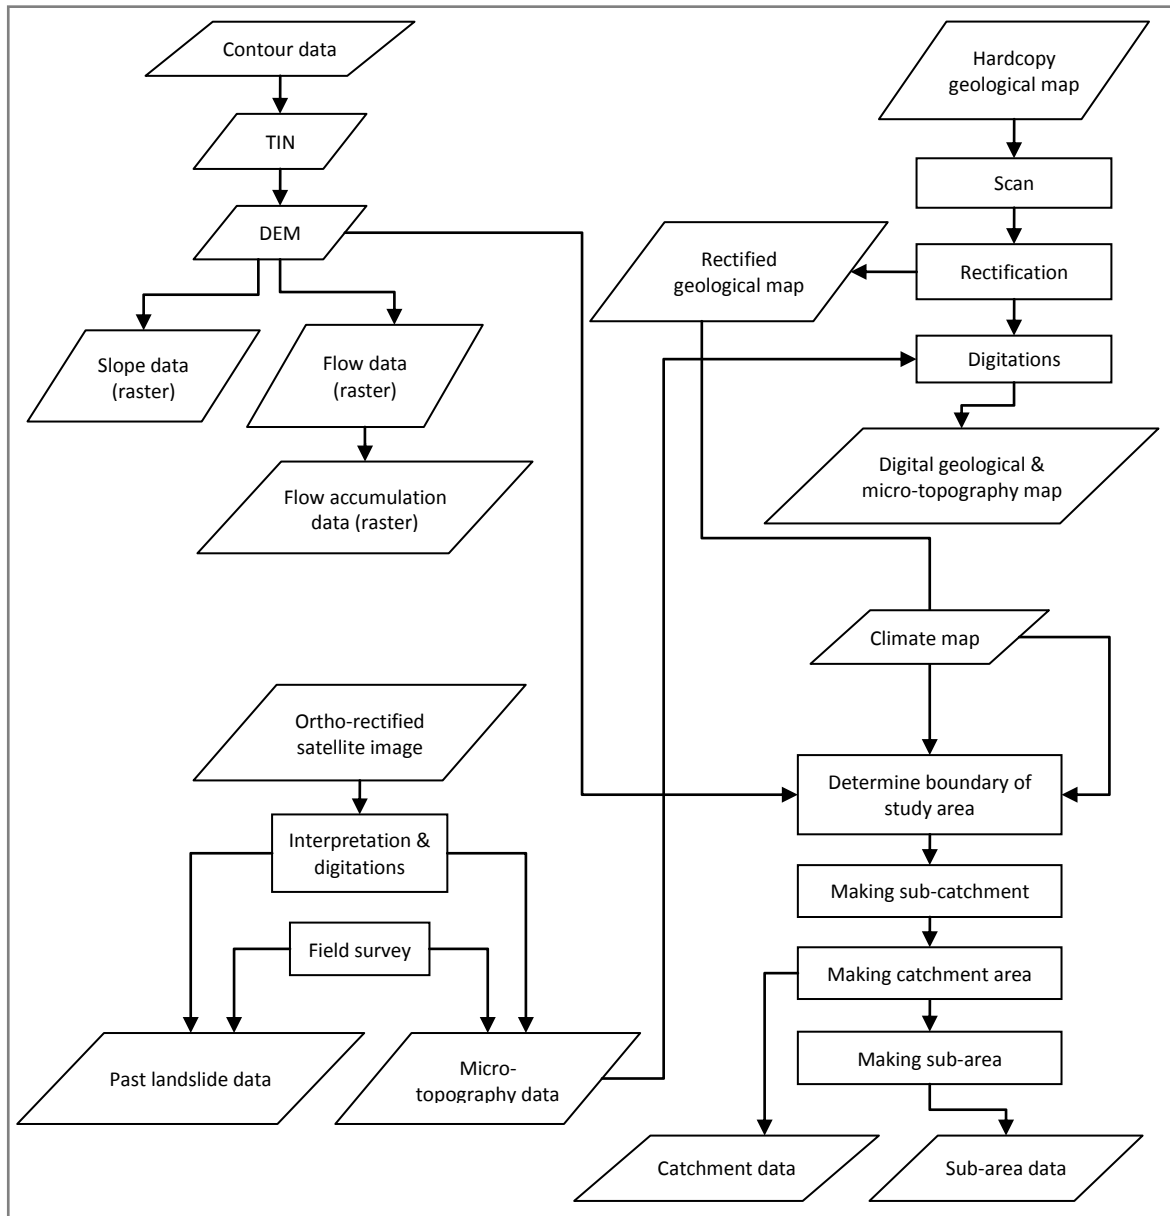 Contour data
TIN
DEM
Slope data
(raster)
Flow data
(raster)
Flow accumulation
data (raster)
Hardcopy
geological map
Scan
Rectification
Rectified
geological map
Digitations
Digital geological &
micro-topography map
Climate map
Ortho-rectified
satellite image
Interpretation &
digitations
Field survey
Past landslide data
Micro-
topography data
Determine boundary of
study area
Making sub-catchment
Making catchment area
Making sub-area
Catchment data
Sub-area data